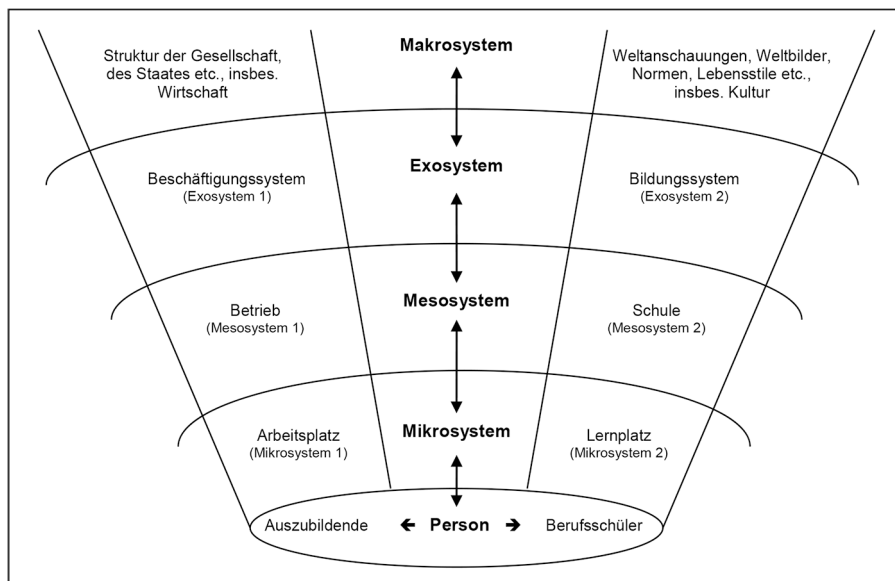 Struktur der Gesellschaft,
des Staates etc., insbes.
Wirtschaft
Makrosystem
Weltanschauungen, Weltbilder,
Normen, Lebensstile etc.,
insbes. Kultur
Beschäftigungssystem
(Exosystem 1)
Exosystem
Bildungssystem
(Exosystem 2)
Betrieb
(Mesosystem 1)
Mesosystem
Schule
(Mesosystem 2)
Arbeitsplatz
(Mikrosystem 1)
Mikrosystem
Lernplatz
(Mikrosystem 2)
Auszubildende ← Person → Berufsschüler